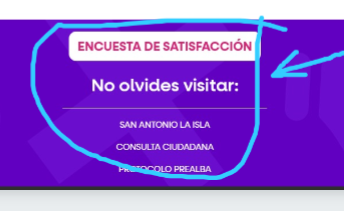 ENCUESTA DE SATISFACCIÓN
No olvides visitar:
SAN ANTONIO LA ISLA
CONSULTA CIUDADANA
PROTOCOLO PREALBA